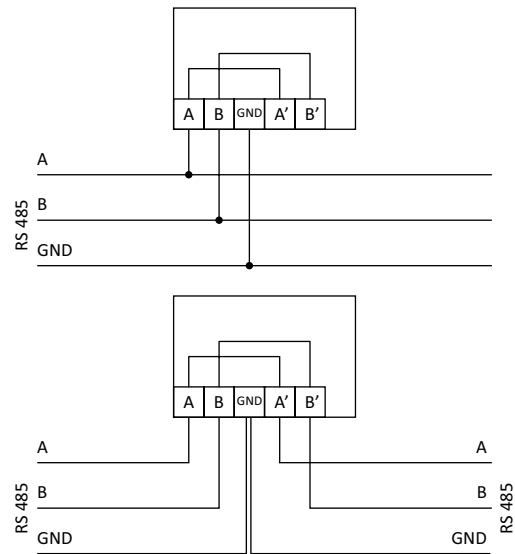 A B GND A’ B’
A
B
RS 485
GND
A B GND A’ B’
A A
B B
RS 485 RS 485
GND GND